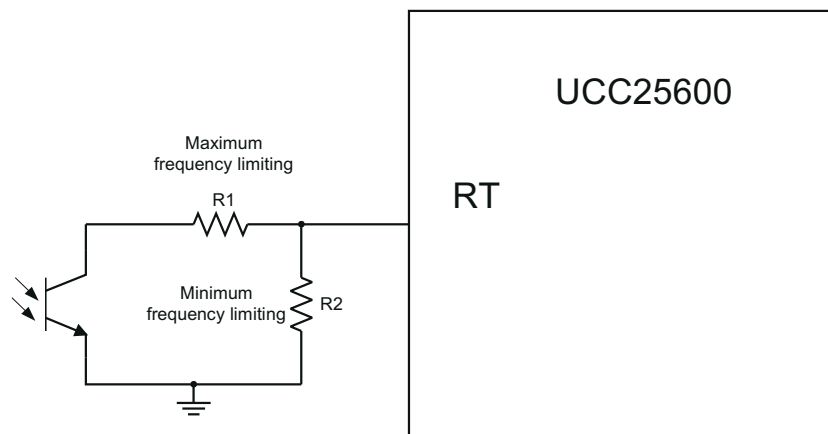 UCC25600
Maximum
frequency limiting
R1
RT
Minimum
frequency limiting
R2